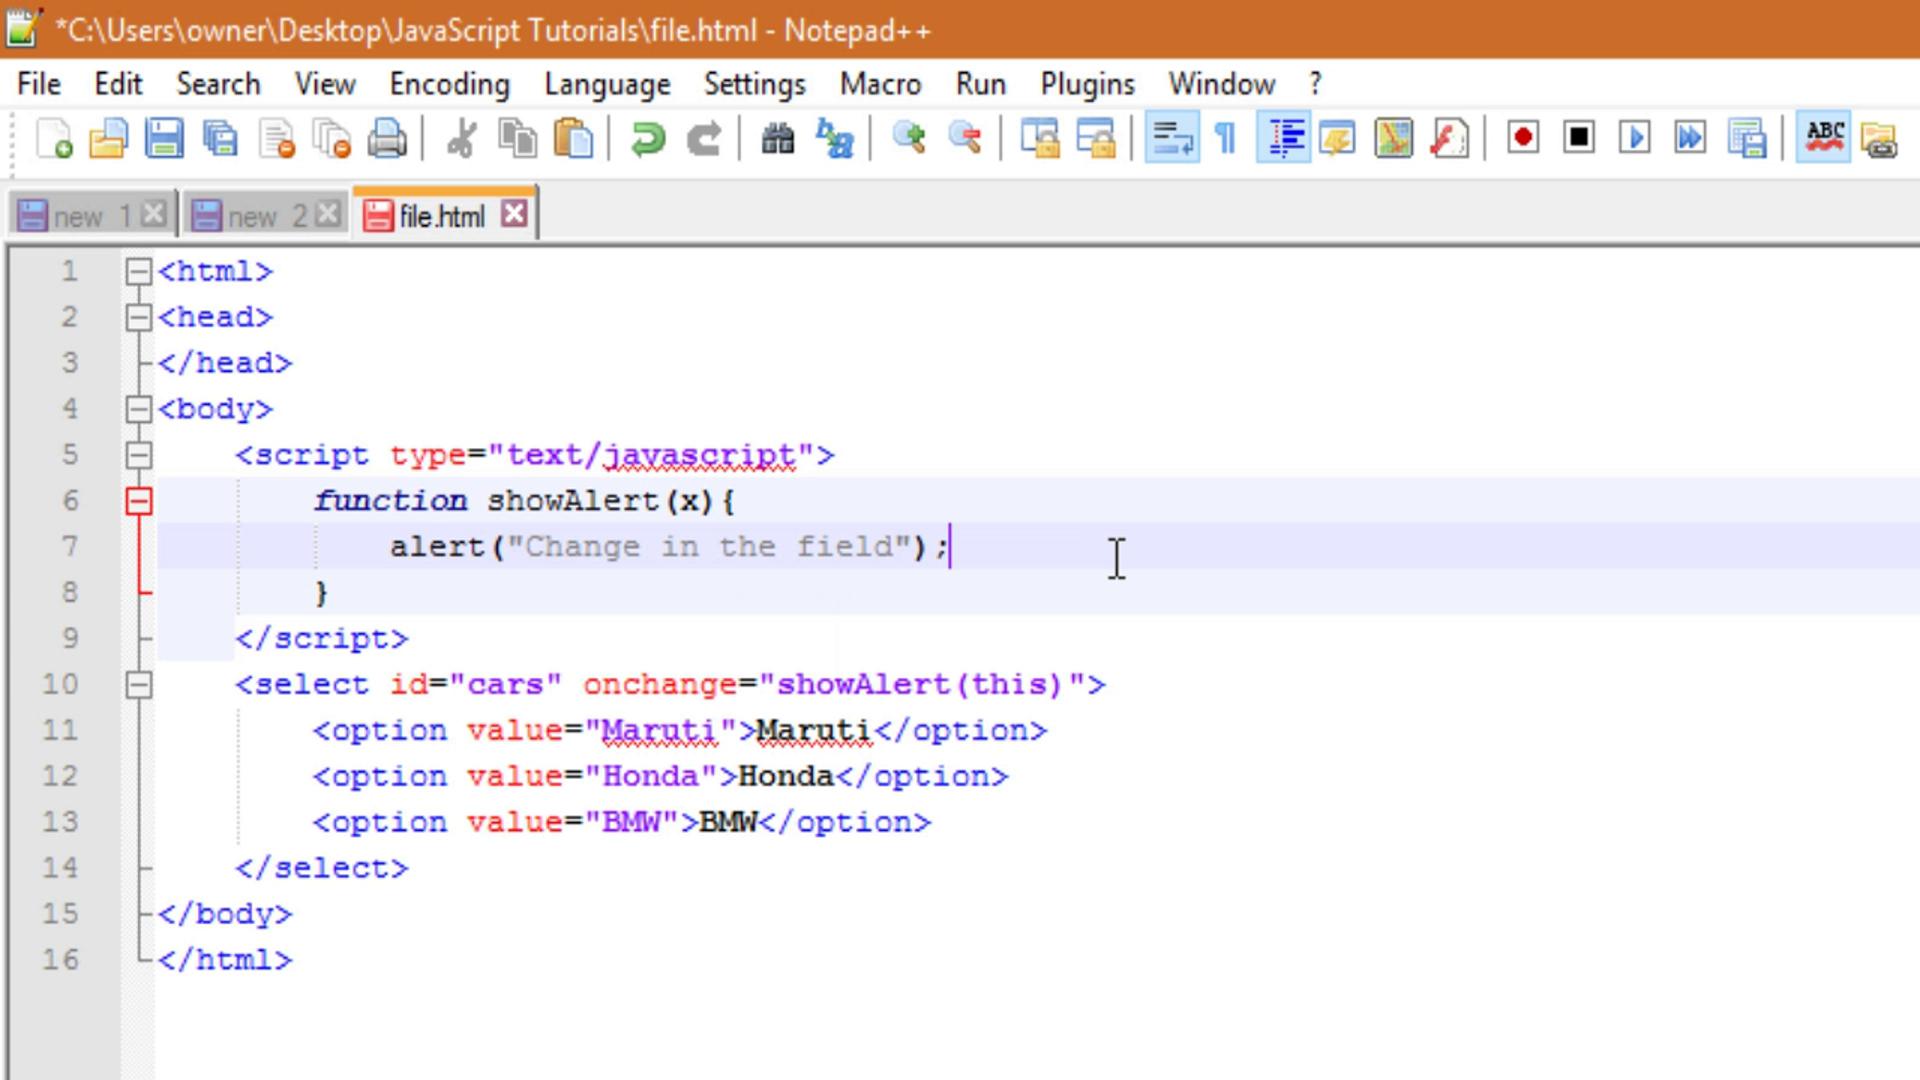 *C:\Users\owner\Desktop\JavaScript Tutorials\file.html - Notepad++
File Edit Search View Encoding Language Settings Macro Run Plugins Window ?
ABC
new 1 new 2 file.html
1 <html>
2 <head>
3 </head>
4 <body>
5 <script type="text/javascript">
6 function showAlert(x){
7 alert("Change in the field");
8 }
9 </script>
10 <select id="cars" onchange="showAlert(this)">
11 <option value="Maruti">Maruti</option>
12 <option value="Honda">Honda</option>
13 <option value="BMW">BMW</option>
14 </select>
15 </body>
16 </html>